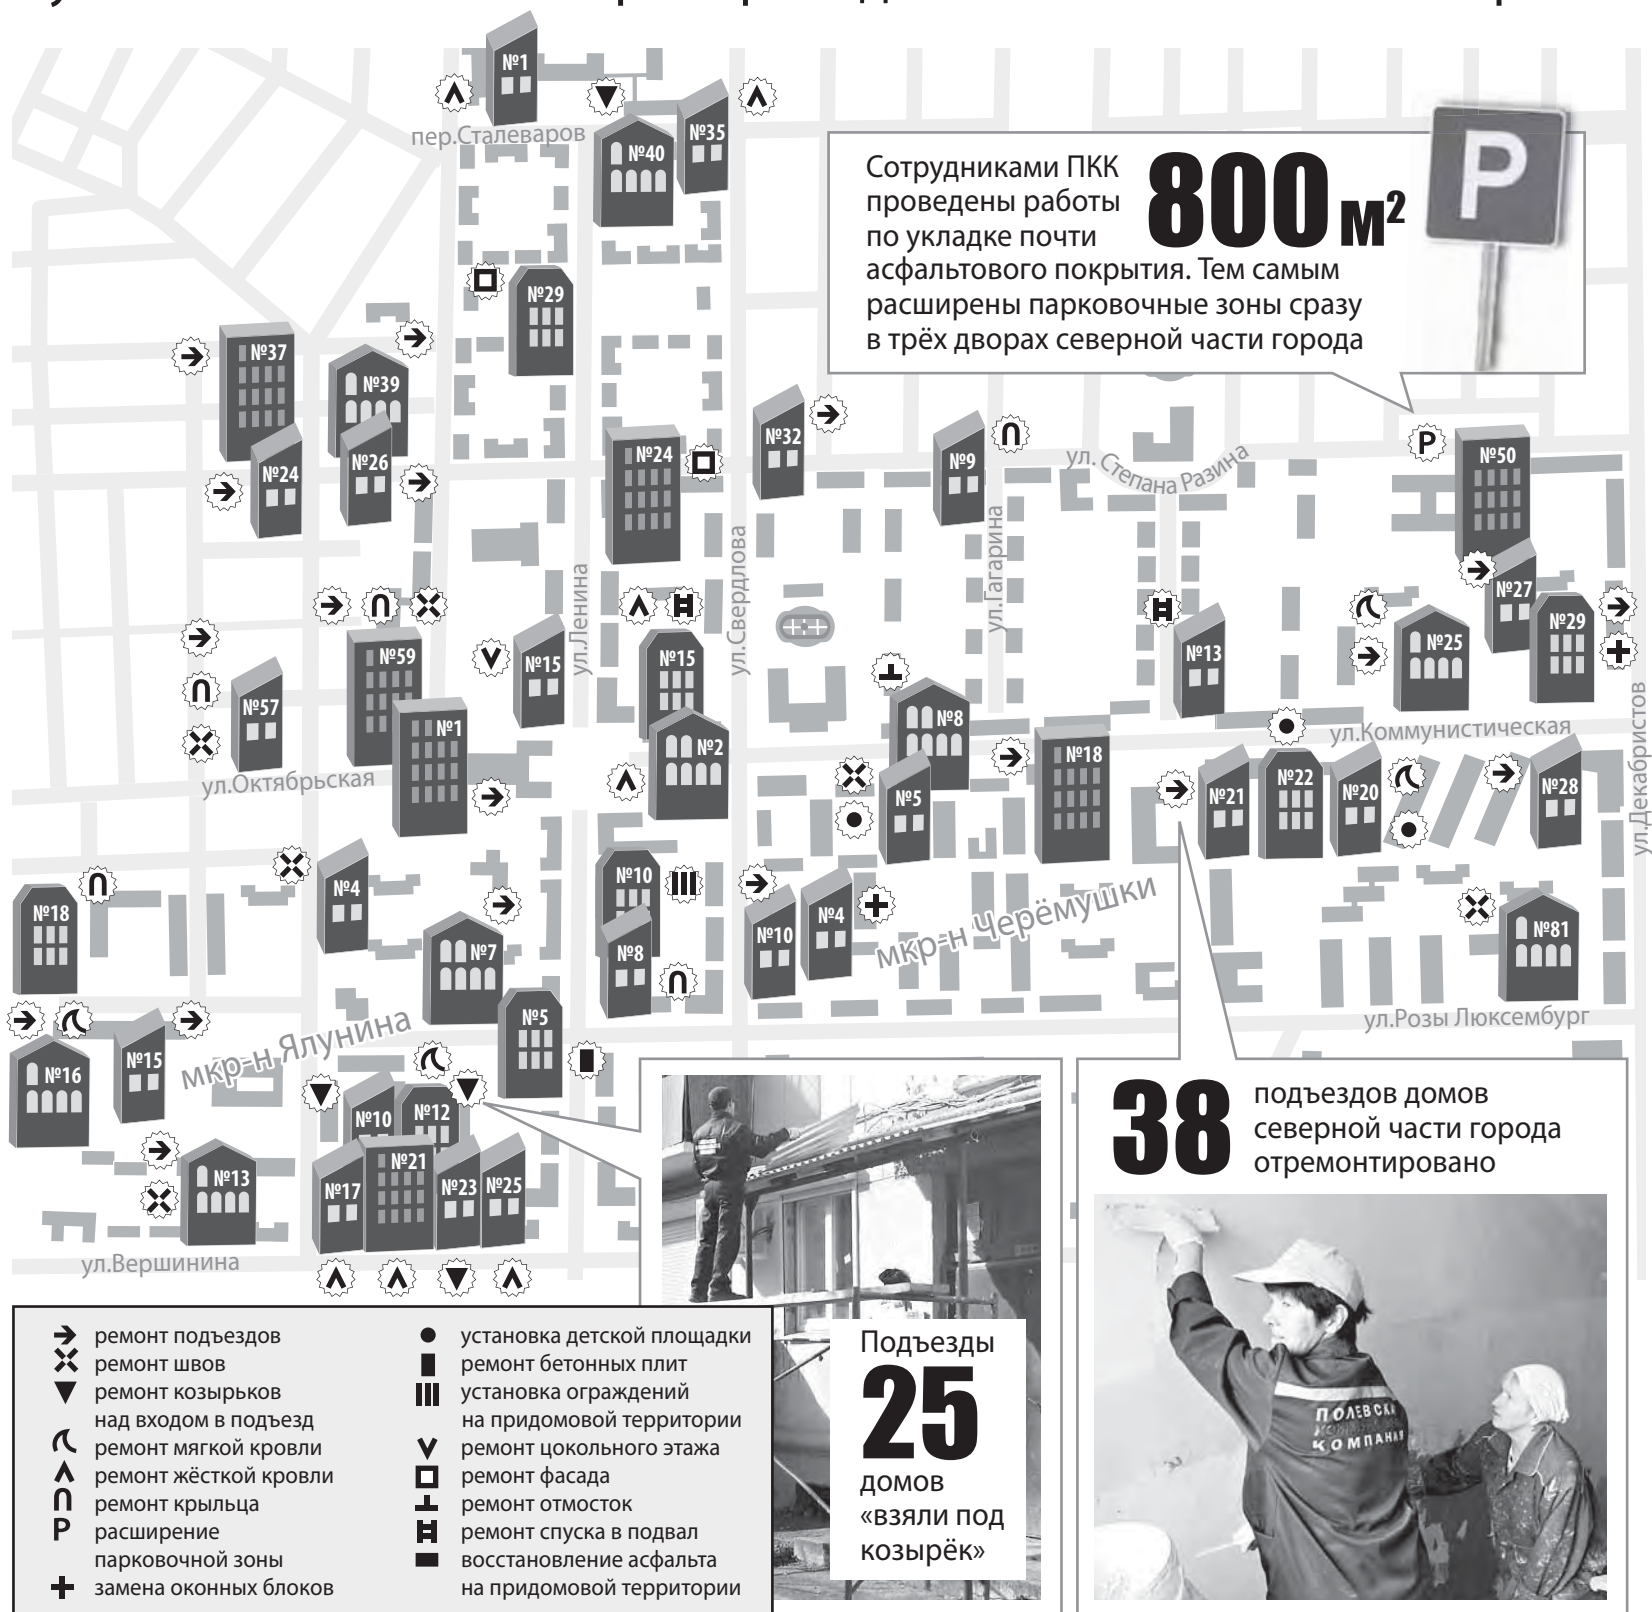 №1
пер.Сталеваров
№40
№35
Сотрудниками ПКК
проведены работы
по укладке почти
800 м²
асфальтового покрытия. Тем самым
расширены парковочные зоны сразу
в трёх дворах северной части города
P
№29
№37
№39
№24
№26
№24
№32
№9
ул. Степана Разина
P
№50
ул.Ленина
ул.Свердлова
ул.Гагарина
№59
№15
№15
№57
№1
№2
№8
№5
№18
№13
№25
№27
№29
ул.Коммунистическая
ул.Декабристов
ул.Октябрьская
№21
№22
№20
№28
№4
№18
№7
№10
№8
№10
№4
мкр-н Черёмушки
№81
ул.Розы Люксембург
№5
мкр-н Ялунина
№16
№15
№10
№12
№13
№17
№21
№23
№25
ул.Вершинина
38
подъездов домов
северной части города
отремонтировано
ПОЛЕВСК
КОМПАНИ
Подъезды
25
домов
«взяли под
козырёк»
ремонт подъездов
ремонт швов
ремонт козырьков
над входом в подъезд
ремонт мягкой кровли
ремонт жёсткой кровли
ремонт крыльца
P расширение
парковочной зоны
замена оконных блоков
установка детской площадки
ремонт бетонных плит
установка ограждений
на придомовой территории
ремонт цокольного этажа
ремонт фасада
ремонт отмосток
ремонт спуска в подвал
восстановление асфальта
на придомовой территории